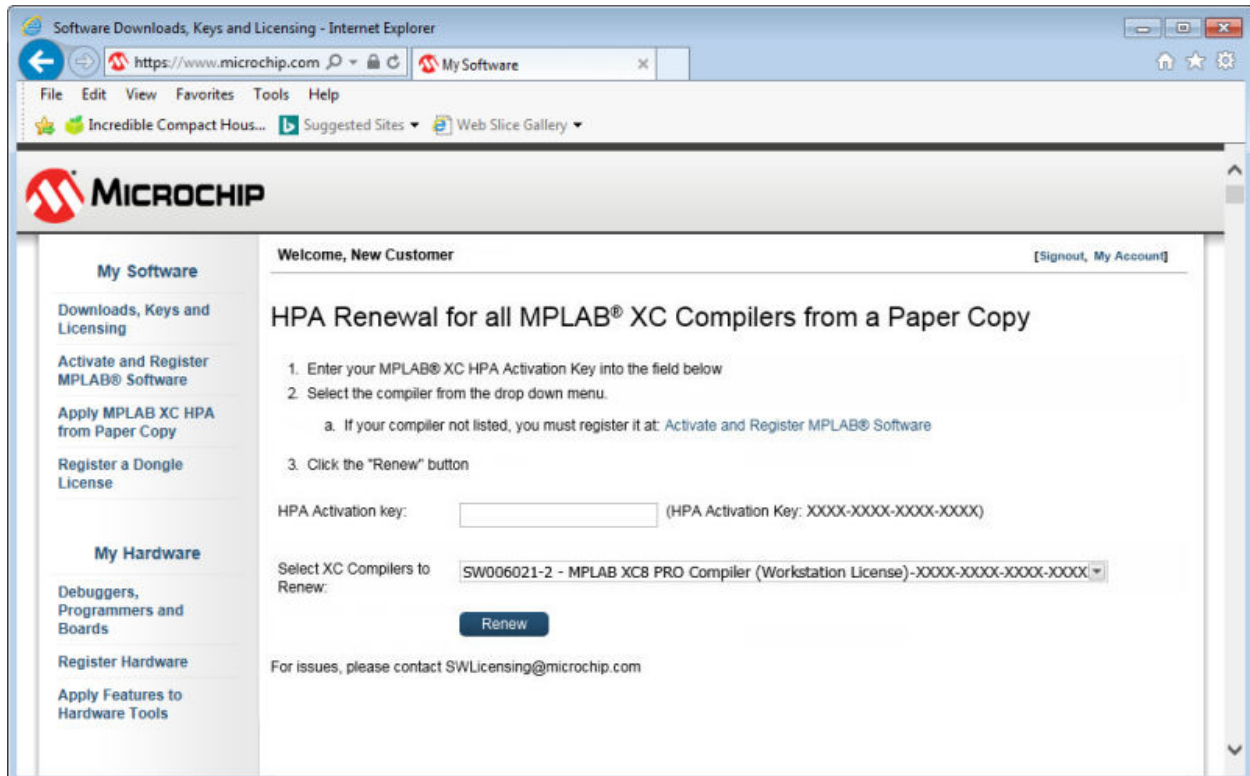 Software Downloads, Keys and Licensing - Internet Explorer
https://www.microchip.com
My Software
File Edit View Favorites Tools Help
Incredible Compact Hous... Suggested Sites Web Slice Gallery
MICROCHIP
My Software
Downloads, Keys and
Licensing
Activate and Register
MPLAB® Software
Apply MPLAB XC HPA
from Paper Copy
Register a Dongle
License
My Hardware
Debuggers,
Programmers and
Boards
Register Hardware
Apply Features to
Hardware Tools
Welcome, New Customer [Signout, My Account]
HPA Renewal for all MPLAB® XC Compilers from a Paper Copy
1. Enter your MPLAB® XC HPA Activation Key into the field below
2. Select the compiler from the drop down menu.
a. If your compiler not listed, you must register it at: Activate and Register MPLAB® Software
3. Click the "Renew" button
HPA Activation key: (HPA Activation Key: XXXX-XXXX-XXXX-XXXX)
Select XC Compilers to
Renew:
SW006021-2 - MPLAB XC8 PRO Compiler (Workstation License)-XXXX-XXXX-XXXX-XXXX
Renew
For issues, please contact SWLicensing@microchip.com